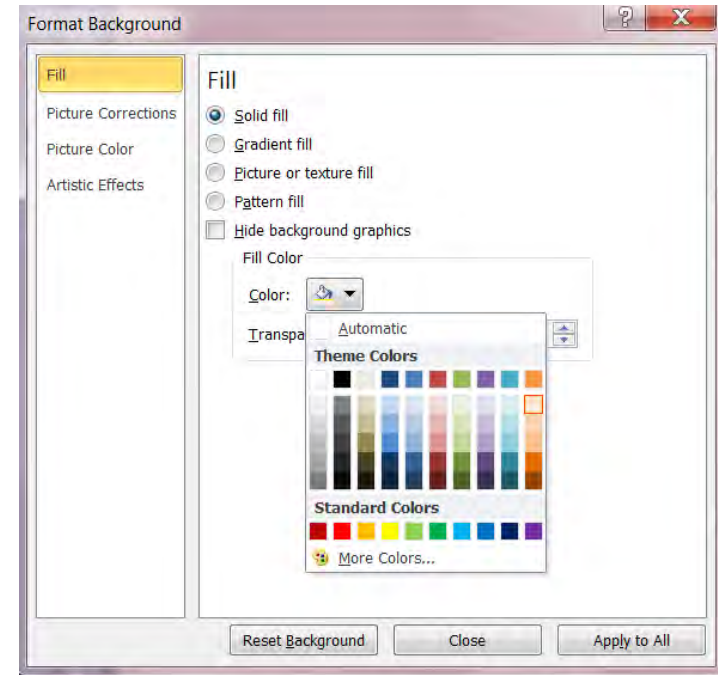 Format Background
Fill
Picture Corrections
Picture Color
Artistic Effects
Fill
Solid fill
Gradient fill
Picture or texture fill
Pattern fill
Hide background graphics
Fill Color
Color:
Transpa
Automatic
Theme Colors
Standard Colors
More Colors...
Reset Background
Close
Apply to All